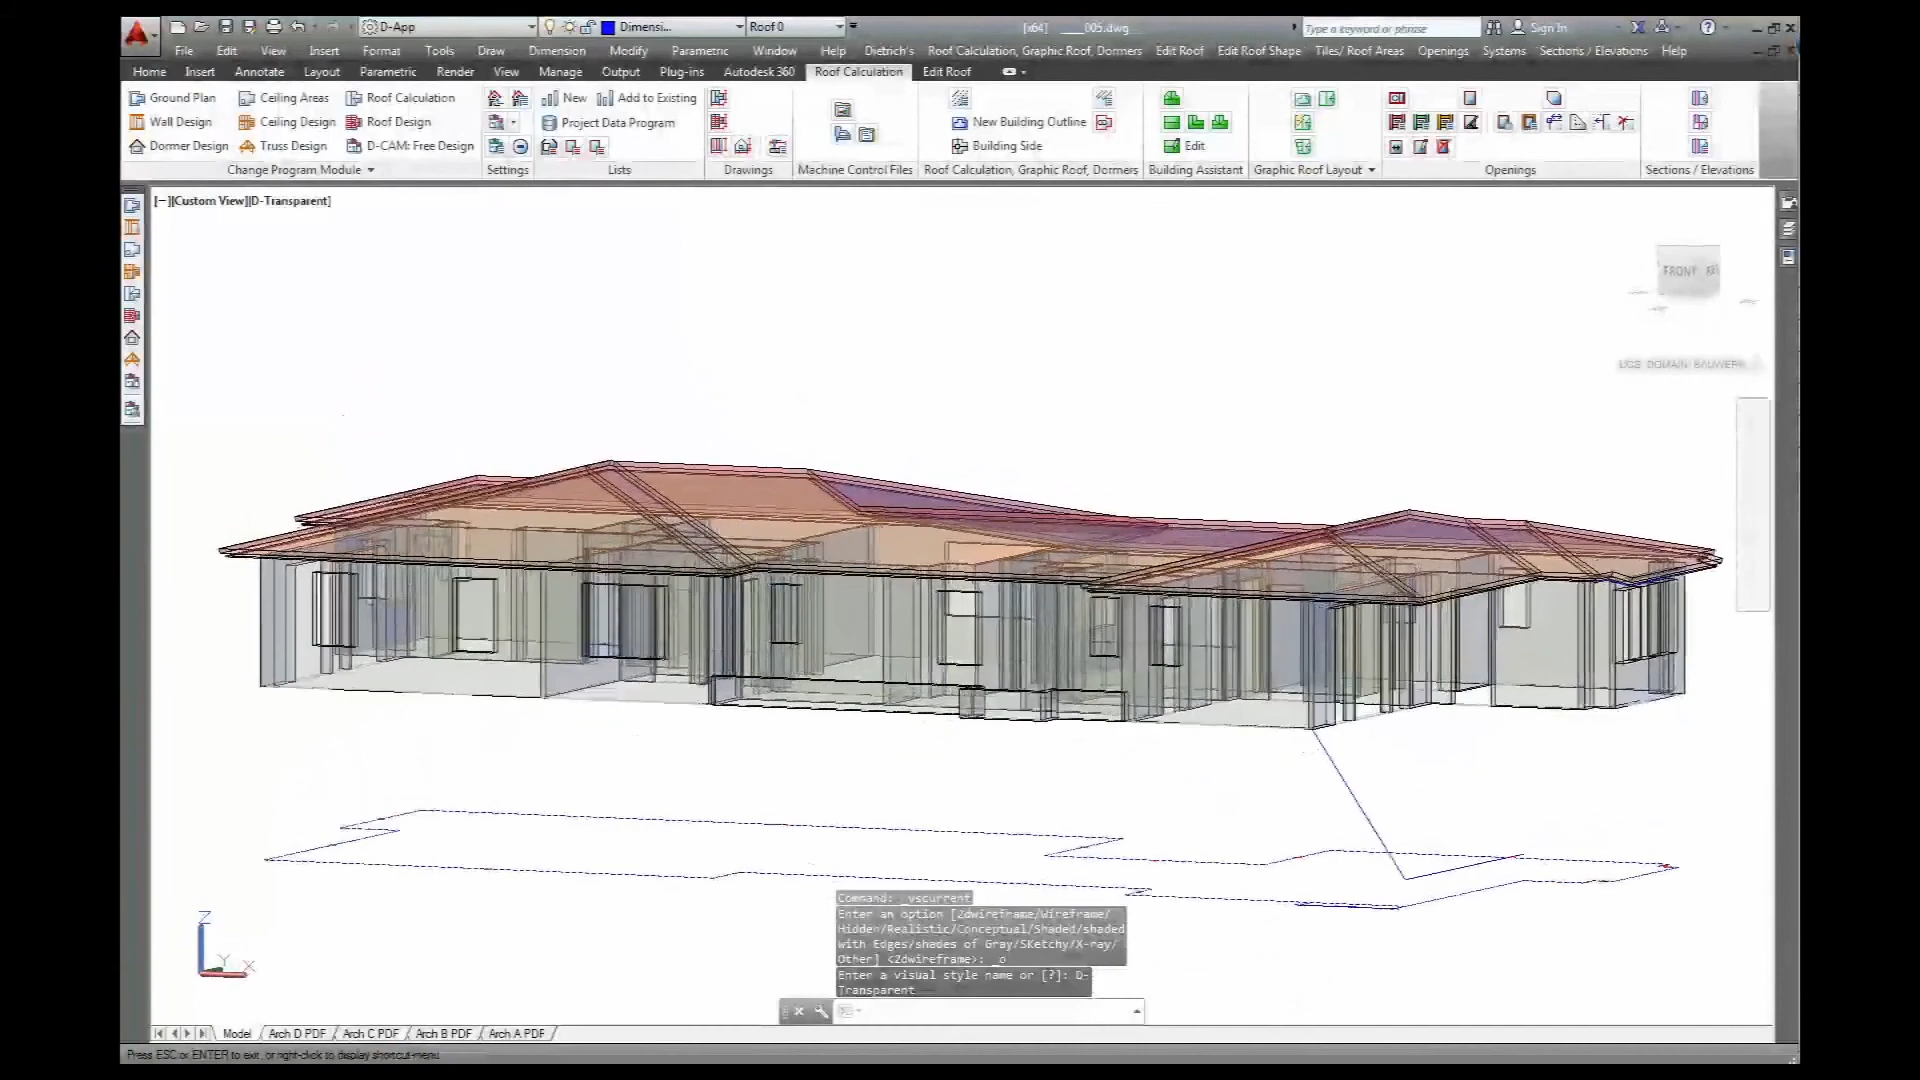 D-App Dimensi... Roof 0 [x64] ____005.dwg Type a keyword or phrase Sign In
File Edit View Insert Format Tools Draw Dimension Modify Parametric Window Help Dietrich's Roof Calculation, Graphic Roof, Dormers Edit Roof Edit Roof Shape Tiles/ Roof Areas Openings Systems Sections / Elevations Help
Home Insert Annotate Layout Parametric Render View Manage Output Plug-ins Autodesk 360 Roof Calculation Edit Roof
Ground Plan Ceiling Areas Roof Calculation New Add to Existing
Wall Design Ceiling Design Roof Design Project Data Program New Building Outline
Dormer Design Truss Design D-CAM: Free Design Building Side Edit
Change Program Module Settings Lists Drawings Machine Control Files Roof Calculation, Graphic Roof, Dormers Building Assistant Graphic Roof Layout Openings Sections / Elevations
[−]|Custom View||D-Transparent]
FRONT
UCS DOMAIN BAUWERK
Command: _vscurrent
Enter an option [2dwireframe/Wireframe/
Hidden/Realistic/Conceptual/Shaded/shaded
with Edges/shades of Gray/SKetchy/X-ray/
Other] <2dwireframe>: _o
Enter a visual style name or [?]: D-
Transparent
Z
Y X
Model Arch D PDF Arch C PDF Arch B PDF Arch A PDF
Press ESC or ENTER to exit, or right-click to display shortcut-menu.